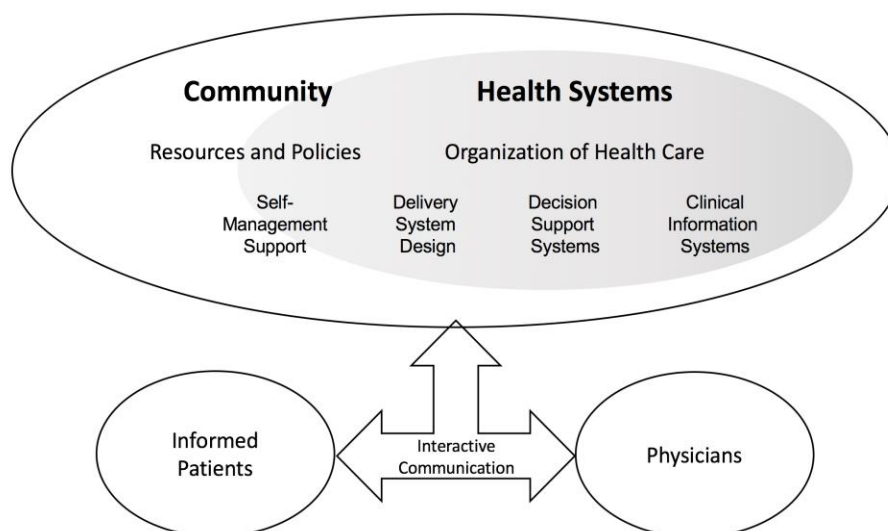 Community
Health Systems
Resources and Policies
Organization of Health Care
Self-
Management
Support
Delivery
System
Design
Decision
Support
Systems
Clinical
Information
Systems
Informed
Patients
Interactive
Communication
Physicians